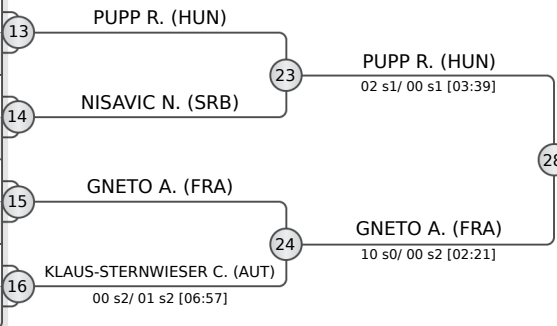 PUPP R. (HUN)
13
23
PUPP R. (HUN)
02 s1/ 00 s1 [03:39]
NISAVIC N. (SRB)
14
28
GNETO A. (FRA)
15
24
GNETO A. (FRA)
10 s0/ 00 s2 [02:21]
KLAUS-STERNWIESER C. (AUT)
16
00 s2/ 01 s2 [06:57]